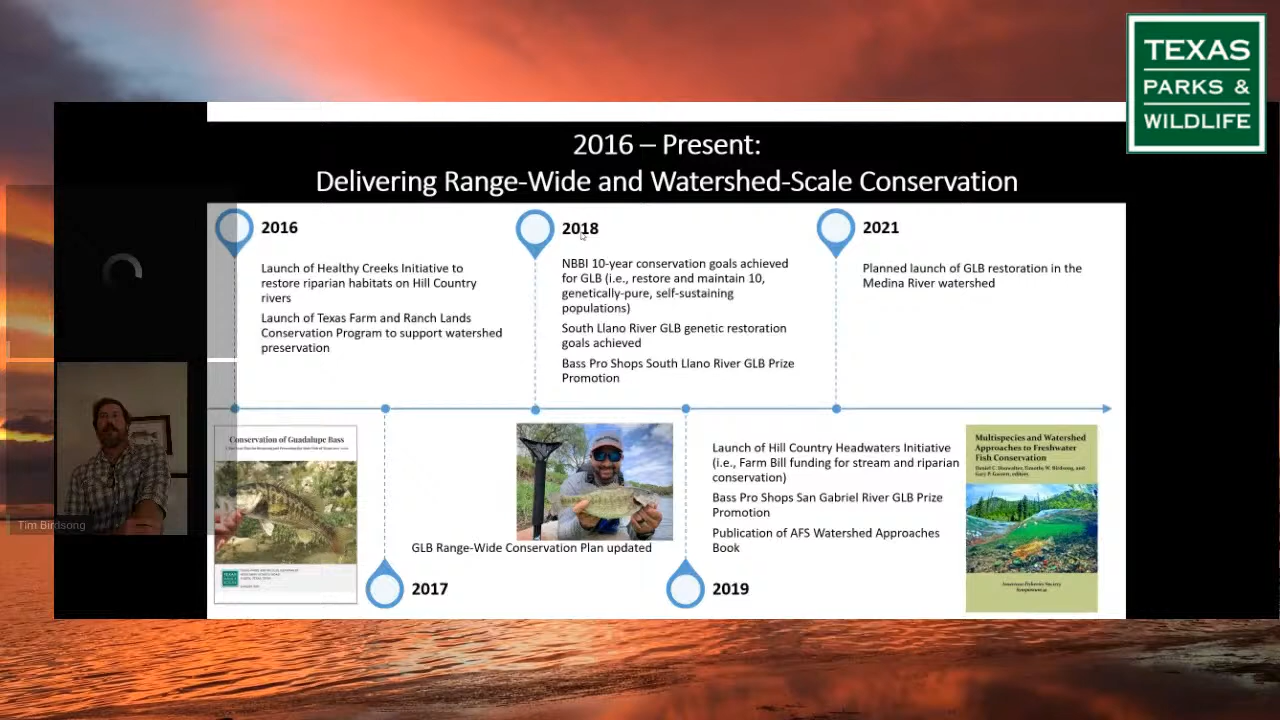 TEXAS
PARKS &
WILDLIFE
2016 – Present:
Delivering Range-Wide and Watershed-Scale Conservation
2016
Launch of Healthy Creeks Initiative to
restore riparian habitats on Hill Country
rivers
Launch of Texas Farm and Ranch Lands
Conservation Program to support watershed
preservation
2018
NBBI 10-year conservation goals achieved
for GLB (i.e., restore and maintain 10,
genetically-pure, self-sustaining
populations)
South Llano River GLB genetic restoration
goals achieved
Bass Pro Shops South Llano River GLB Prize
Promotion
2021
Planned launch of GLB restoration in the
Medina River watershed
Conservation of Guadalupe Bass
TEXAS
GLB Range-Wide Conservation Plan updated
2017
Launch of Hill Country Headwaters Initiative
(i.e., Farm Bill funding for stream and riparian
conservation)
Bass Pro Shops San Gabriel River GLB Prize
Promotion
Publication of AFS Watershed Approaches
Book
2019
Multispecies and Watershed
Approaches to Freshwater
Fish Conservation
American Fisheries Society
Tim Birdsong